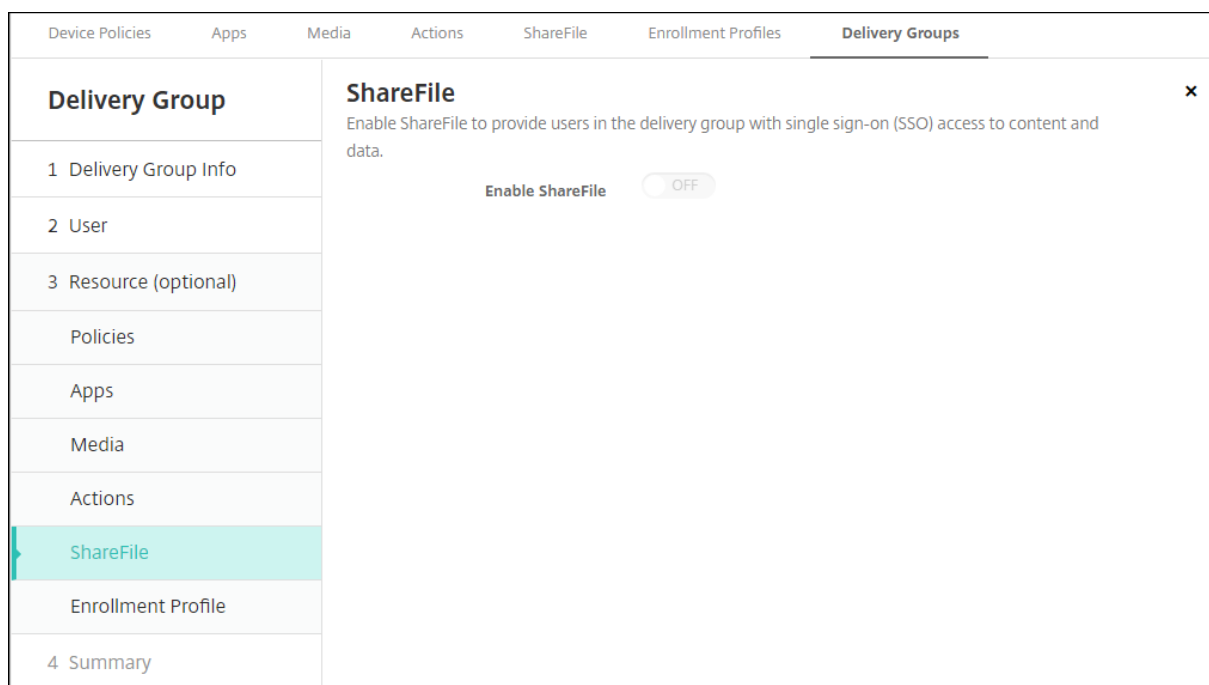 Device Policies Apps Media Actions ShareFile Enrollment Profiles Delivery Groups
Delivery Group
1 Delivery Group Info
2 User
3 Resource (optional)
Policies
Apps
Media
Actions
ShareFile
Enrollment Profile
4 Summary
ShareFile
Enable ShareFile to provide users in the delivery group with single sign-on (SSO) access to content and
data.
Enable ShareFile OFF